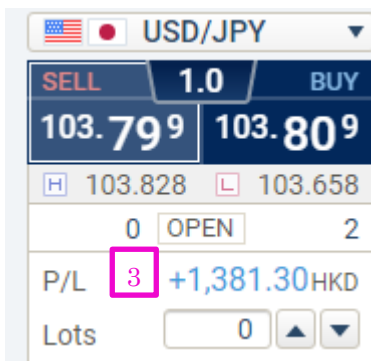 USD/JPY ▼
SELL 1.0 BUY
103.799 103.809
H 103.828 L 103.658
0 OPEN 2
P/L 3 +1,381.30HKD
Lots 0 ▲ ▼